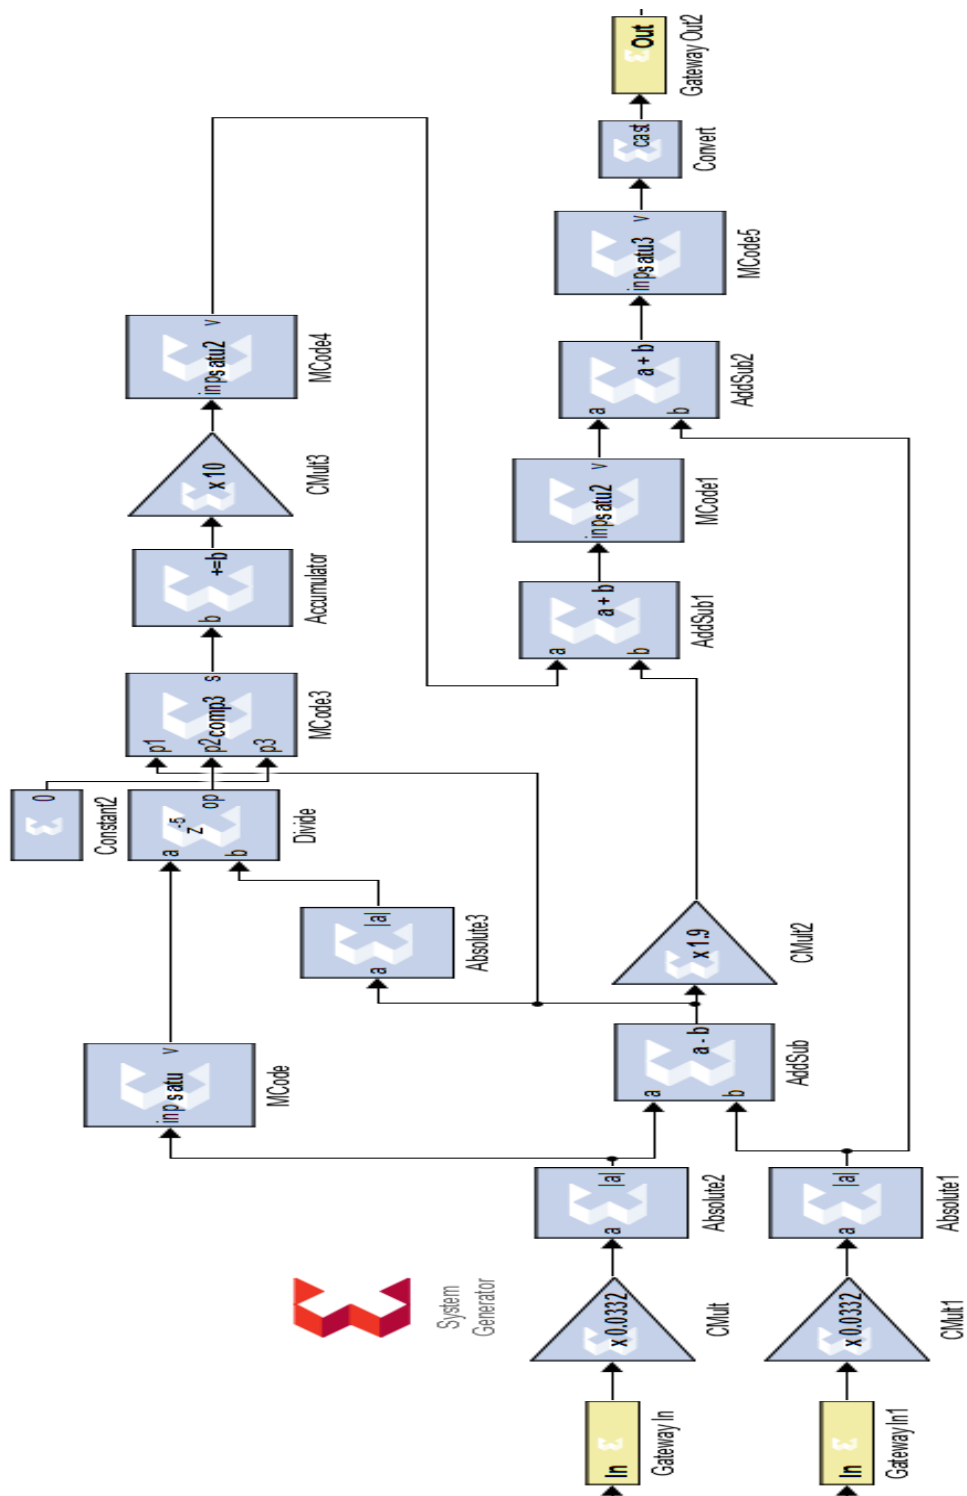 In
Gateway In
x 0.0332
CMult
a
|a|
Absolute2
In
Gateway In1
x 0.0332
CMult1
a
|a|
Absolute1
System
Generator
inpsatu
v
MCode
a
b
a - b
AddSub
a
|a|
Absolute3
x 1.9
CMult2
0
Constant2
a
b
z
-5
op
Divide
p1
p2
p3
comp3
s
MCode3
b
+=b
Accumulator
x 10
CMult3
inpsatu2
v
MCode4
a
b
a + b
AddSub1
inpsatu2
v
MCode1
a
b
a + b
AddSub2
inpsatu3
v
MCode5
cast
Convert
Out
Gateway Out2